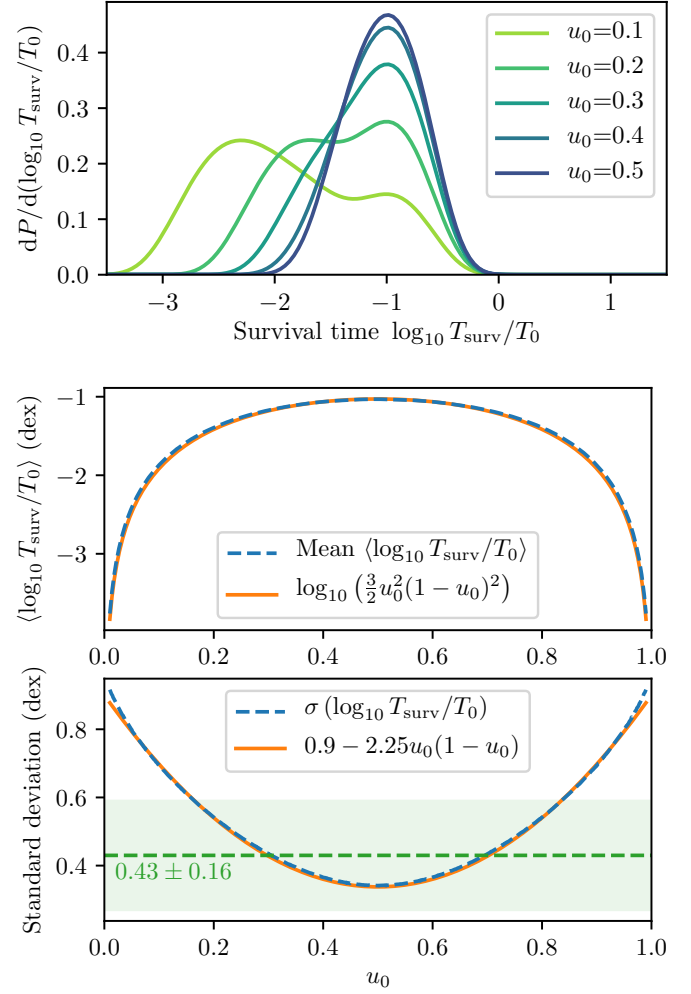 dP/d(log₁₀ T_surv/T₀)
0.4
0.3
0.2
0.1
0.0
u₀=0.1
u₀=0.2
u₀=0.3
u₀=0.4
u₀=0.5
−3 −2 −1 0 1
Survival time log₁₀ T_surv/T₀
⟨log₁₀ T_surv/T₀⟩ (dex)
−1
−2
−3
Mean ⟨log₁₀ T_surv/T₀⟩
log₁₀ (3/2 u₀²(1 − u₀)²)
0.0 0.2 0.4 0.6 0.8 1.0
Standard deviation (dex)
0.8
0.6
0.4
σ (log₁₀ T_surv/T₀)
0.9 − 2.25u₀(1 − u₀)
0.43 ± 0.16
0.0 0.2 0.4 0.6 0.8 1.0
u₀